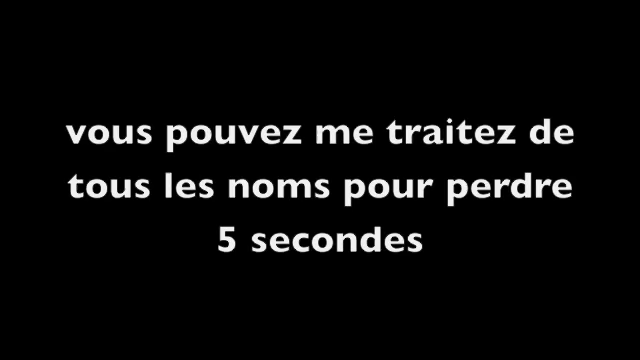 vous pouvez me traitez de
tous les noms pour perdre
5 secondes